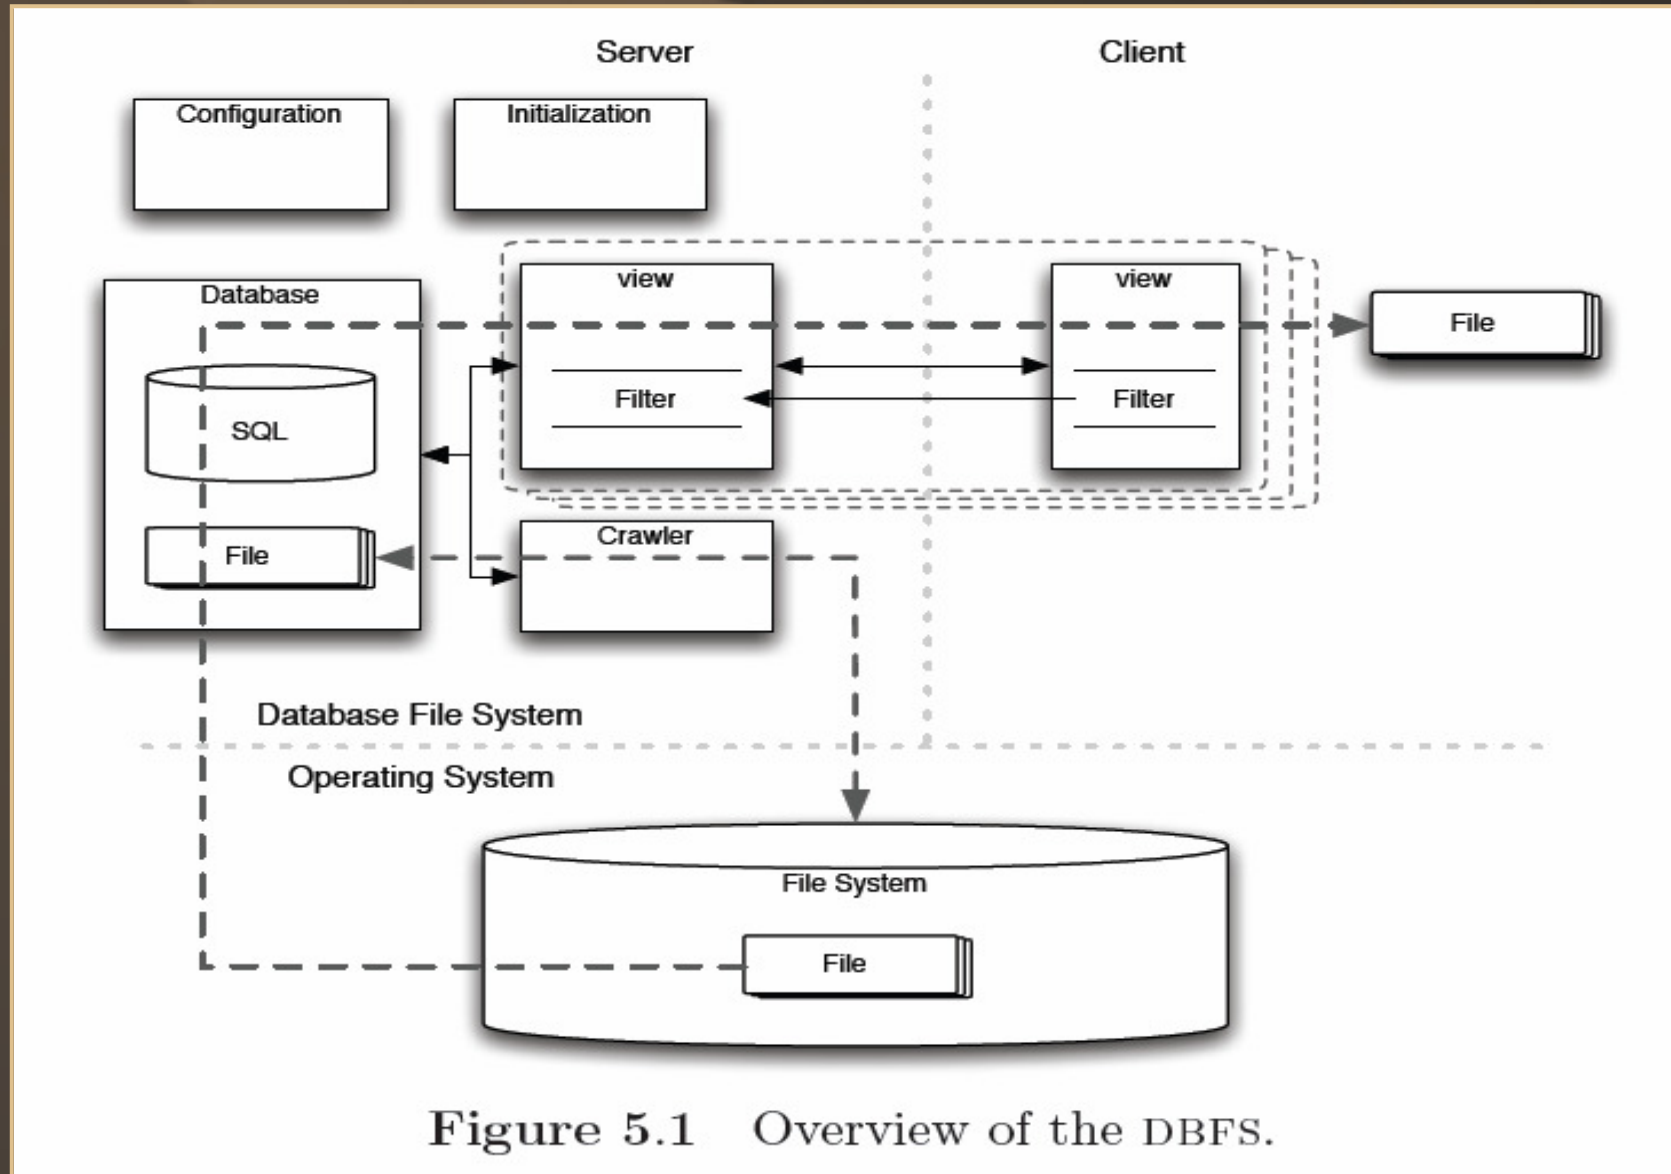 Server
Client
Configuration
Initialization
Database
view
view
File
SQL
Filter
Filter
File
Crawler
Database File System
Operating System
File System
File
Figure 5.1 Overview of the DBFS.